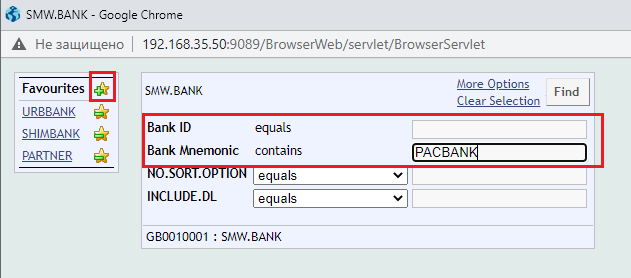 SMW.BANK - Google Chrome
Не защищено 192.168.35.50:9089/BrowserWeb/servlet/BrowserServlet
Favourites
URBBANK
SHIMBANK
PARTNER
SMW.BANK
More Options
Clear Selection
Find
Bank ID equals
Bank Mnemonic contains PACBANK
NO.SORT.OPTION equals
INCLUDE.DL equals
GB0010001 : SMW.BANK